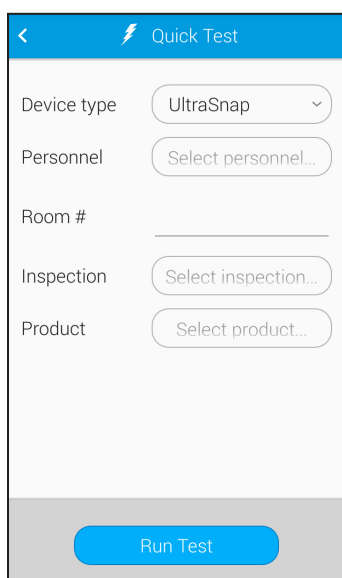 Quick Test
Device type UltraSnap
Personnel Select personnel...
Room #
Inspection Select inspection...
Product Select product...
Run Test